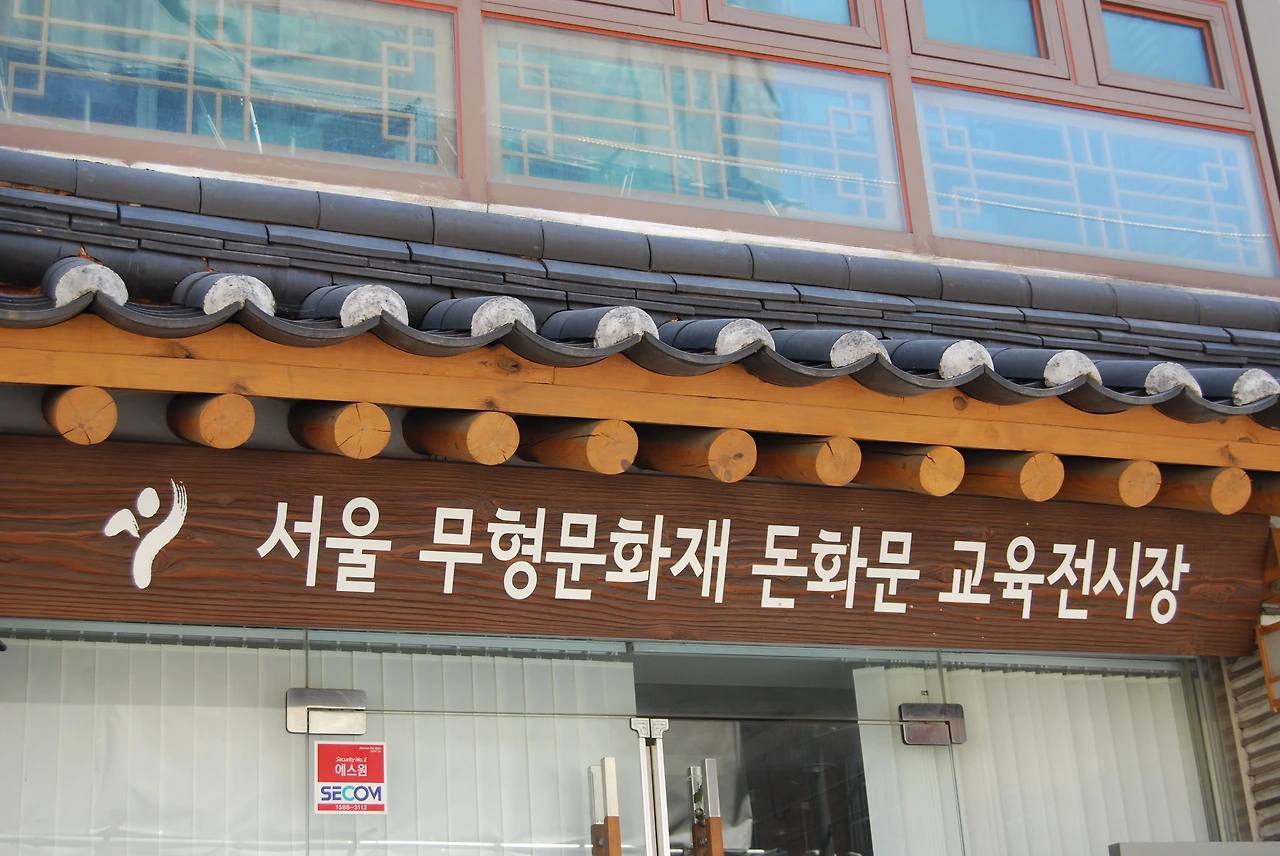 서울 무형문화재 돈화문 교육전시장
Security No.1
에스원
SECOM
1588-3112